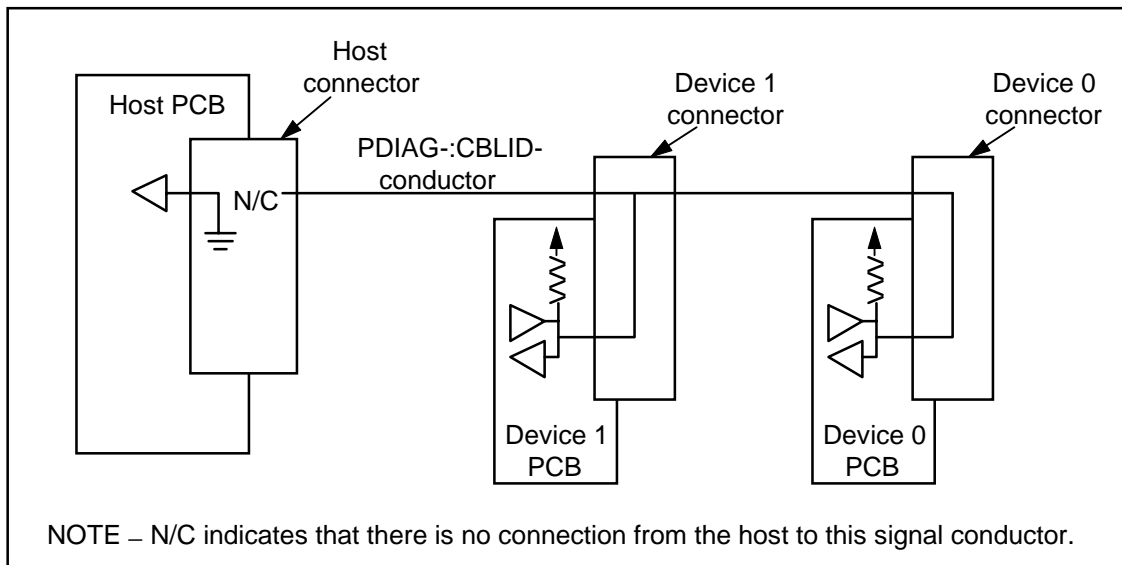 Host
connector
Device 1
connector
Device 0
connector
Host PCB
PDIAG-:CBLID-
conductor
N/C
Device 1
PCB
Device 0
PCB
NOTE – N/C indicates that there is no connection from the host to this signal conductor.